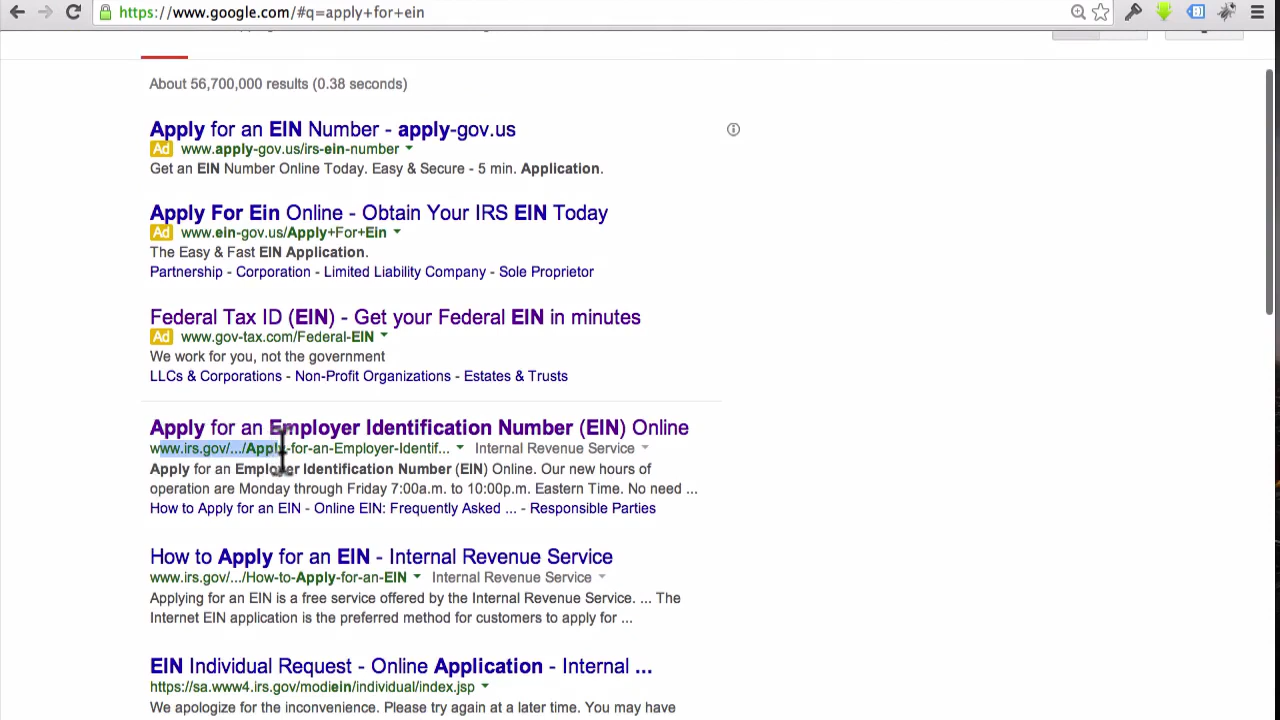 https://www.google.com/#q=apply+for+ein
About 56,700,000 results (0.38 seconds)
Apply for an EIN Number - apply-gov.us
Ad www.apply-gov.us/irs-ein-number
Get an EIN Number Online Today. Easy & Secure - 5 min. Application.
Apply For Ein Online - Obtain Your IRS EIN Today
Ad www.ein-gov.us/Apply+For+Ein
The Easy & Fast EIN Application.
Partnership - Corporation - Limited Liability Company - Sole Proprietor
Federal Tax ID (EIN) - Get your Federal EIN in minutes
Ad www.gov-tax.com/Federal-EIN
We work for you, not the government
LLCs & Corporations - Non-Profit Organizations - Estates & Trusts
Apply for an Employer Identification Number (EIN) Online
www.irs.gov/.../Apply-for-an-Employer-Identif... Internal Revenue Service
Apply for an Employer Identification Number (EIN) Online. Our new hours of
operation are Monday through Friday 7:00a.m. to 10:00p.m. Eastern Time. No need ...
How to Apply for an EIN - Online EIN: Frequently Asked ... - Responsible Parties
How to Apply for an EIN - Internal Revenue Service
www.irs.gov/.../How-to-Apply-for-an-EIN Internal Revenue Service
Applying for an EIN is a free service offered by the Internal Revenue Service. ... The
Internet EIN application is the preferred method for customers to apply for ...
EIN Individual Request - Online Application - Internal ...
https://sa.www4.irs.gov/modiein/individual/index.jsp
We apologize for the inconvenience. Please try again at a later time. You may have